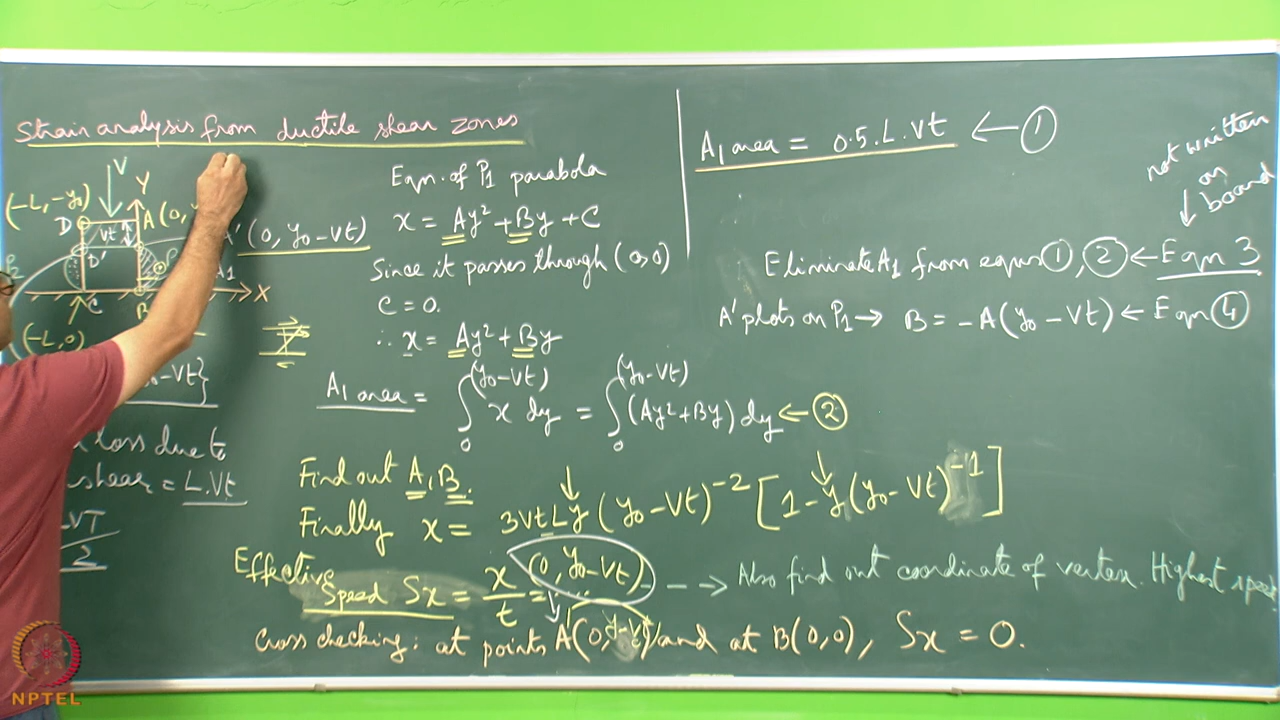 Strain analysis from ductile shear zones
V
Y
(-L, -y₀)
D
A (0,
Vt
A' (0, y₀-Vt)
D'
P₂
A₁
X
C
B
(-L, 0)
-Vt}
loss due to
shear = L.Vt
2
Eqn. of P₁ parabola
x = Ay² + By + C
Since it passes through (0,0)
C = 0.
∴ x = Ay² + By
A₁ area = ∫₀^(y₀-Vt) x dy = ∫₀^(y₀-Vt) (Ay²+By) dy ← ②
Find out A, B.
Finally x = 3VtLy (y₀-Vt)⁻² [1-y(y₀-Vt)⁻¹]
Effective
Speed Sx = x/t = (0, y₀-Vt) - - → Also find out coordinate of vertex. Highest speed
Cross checking: at points A'(0, y-Vt) and at B(0,0), Sx = 0.
A₁ area = 0.5.L.Vt ← ①
not written
on
board
Eliminate A₁ from eqns ①, ② ← Eqn 3
A' plots on P₁ → B = -A(y₀-Vt) ← Eqn ④
NPTEL